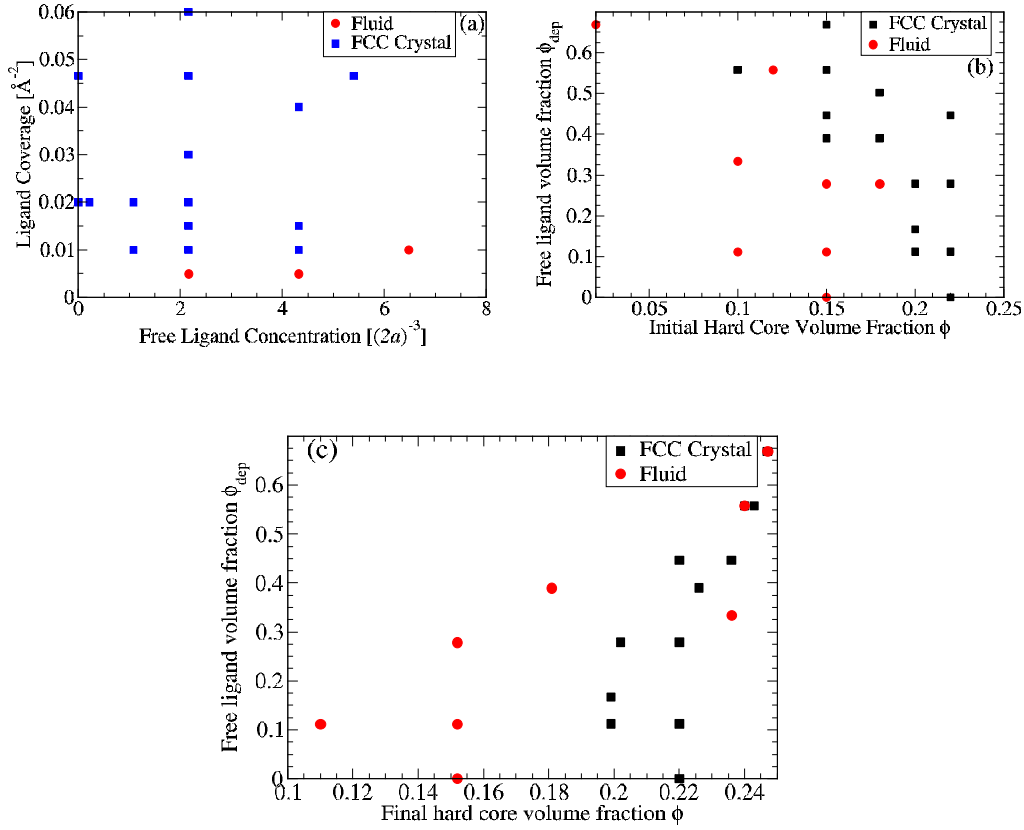 0.06
0.05
0.04
0.03
0.02
0.01
0
Ligand Coverage [Å-2]
Fluid
FCC Crystal
(a)
0 2 4 6 8
Free Ligand Concentration [(2a)-3]
0.6
0.5
0.4
0.3
0.2
0.1
0
Free ligand volume fraction ϕdep
FCC Crystal
Fluid
(b)
0.05 0.1 0.15 0.2 0.25
Initial Hard Core Volume Fraction ϕ
(c)
FCC Crystal
Fluid
0.6
0.5
0.4
0.3
0.2
0.1
0
Free ligand volume fraction ϕdep
0.1 0.12 0.14 0.16 0.18 0.2 0.22 0.24
Final hard core volume fraction ϕ